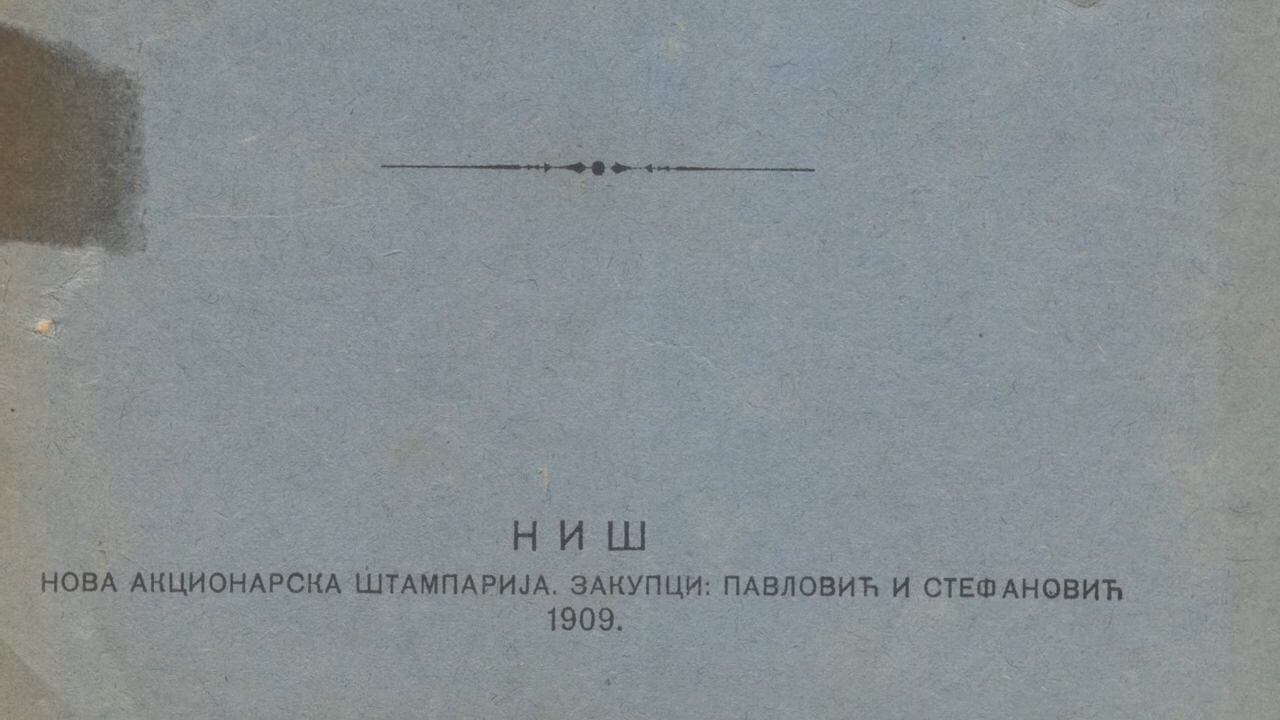 НИШ
НОВА АКЦИОНАРСКА ШТАМПАРИЈА. ЗАКУПЦИ: ПАВЛОВИЋ И СТЕФАНОВИЋ
1909.